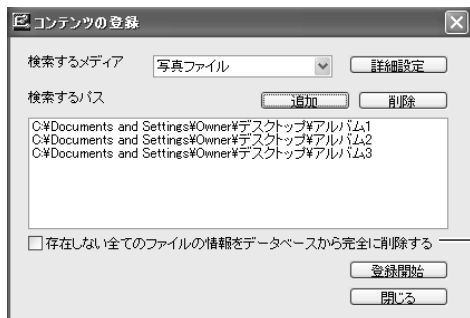 コンテンツの登録
検索するメディア 写真ファイル 詳細設定
検索するパス 追加 削除
C:¥Documents and Settings¥Owner¥デスクトップ¥アルバム1
C:¥Documents and Settings¥Owner¥デスクトップ¥アルバム2
C:¥Documents and Settings¥Owner¥デスクトップ¥アルバム3
存在しない全てのファイルの情報をデータベースから完全に削除する
登録開始
閉じる